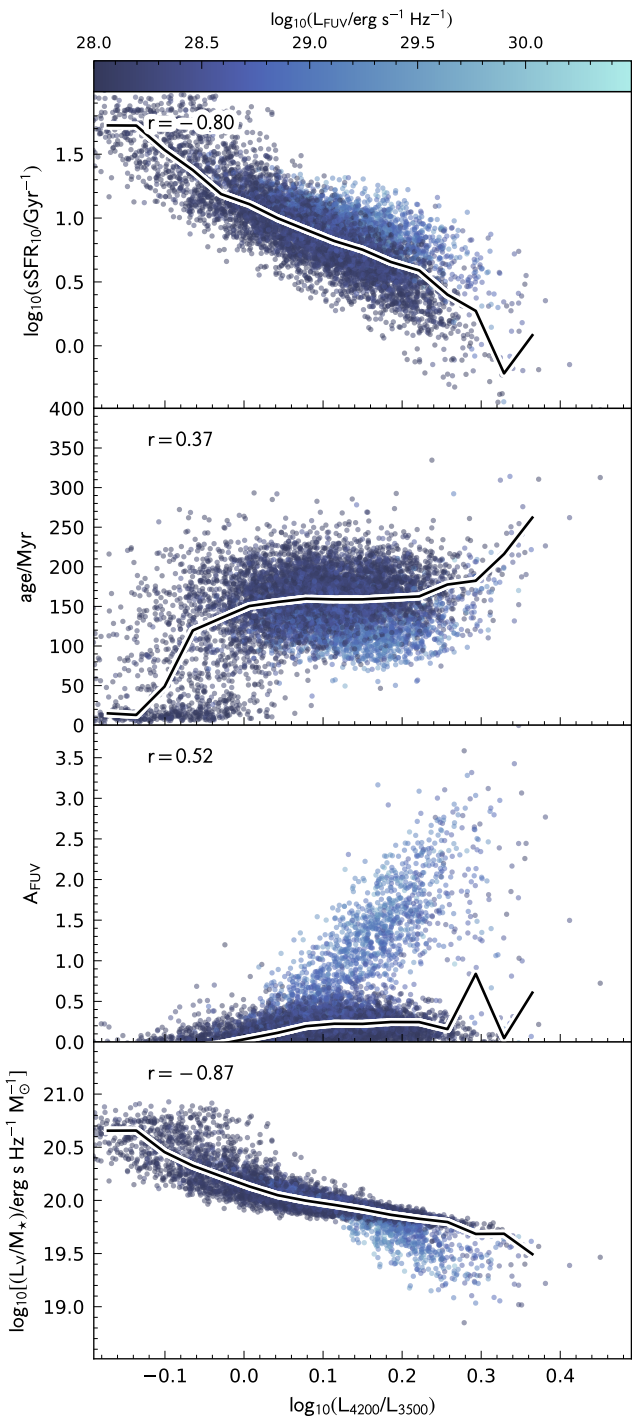 log₁₀(L_FUV/erg s⁻¹ Hz⁻¹)
28.0 28.5 29.0 29.5 30.0
r = −0.80
1.5
1.0
0.5
0.0
log₁₀(sSFR₁₀/Gyr⁻¹)
r = 0.37
400
350
300
250
200
150
100
50
0
age/Myr
r = 0.52
3.5
3.0
2.5
2.0
1.5
1.0
0.5
0.0
A_FUV
r = −0.87
21.0
20.5
20.0
19.5
19.0
log₁₀[(L_V/M⋆)/erg s Hz⁻¹ M⊙⁻¹]
−0.1 0.0 0.1 0.2 0.3 0.4
log₁₀(L₄₂₀₀/L₃₅₀₀)